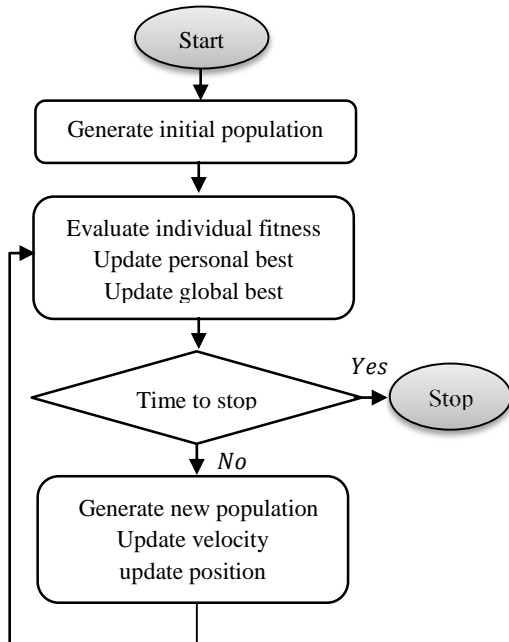 Start
Generate initial population
Evaluate individual fitness
Update personal best
Update global best
Time to stop
Yes
Stop
No
Generate new population
Update velocity
update position